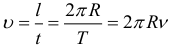 υ = l/t = 2πR/T = 2πRν